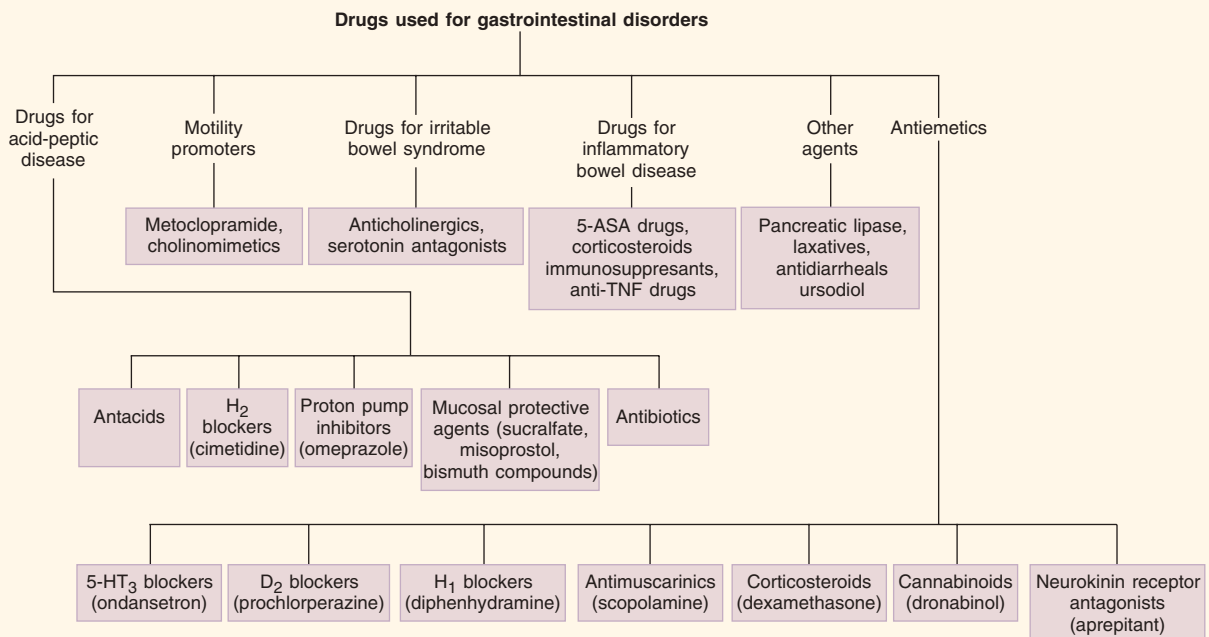 Drugs used for gastrointestinal disorders
Drugs for
acid-peptic
disease
Motility
promoters
Drugs for irritable
bowel syndrome
Drugs for
inflammatory
bowel disease
Other
agents
Antiemetics
Metoclopramide,
cholinomimetics
Anticholinergics,
serotonin antagonists
5-ASA drugs,
corticosteroids
immunosuppresants,
anti-TNF drugs
Pancreatic lipase,
laxatives,
antidiarrheals
ursodiol
Antacids
H₂
blockers
(cimetidine)
Proton pump
inhibitors
(omeprazole)
Mucosal protective
agents (sucralfate,
misoprostol,
bismuth compounds)
Antibiotics
5-HT₃ blockers
(ondansetron)
D₂ blockers
(prochlorperazine)
H₁ blockers
(diphenhydramine)
Antimuscarinics
(scopolamine)
Corticosteroids
(dexamethasone)
Cannabinoids
(dronabinol)
Neurokinin receptor
antagonists
(aprepitant)